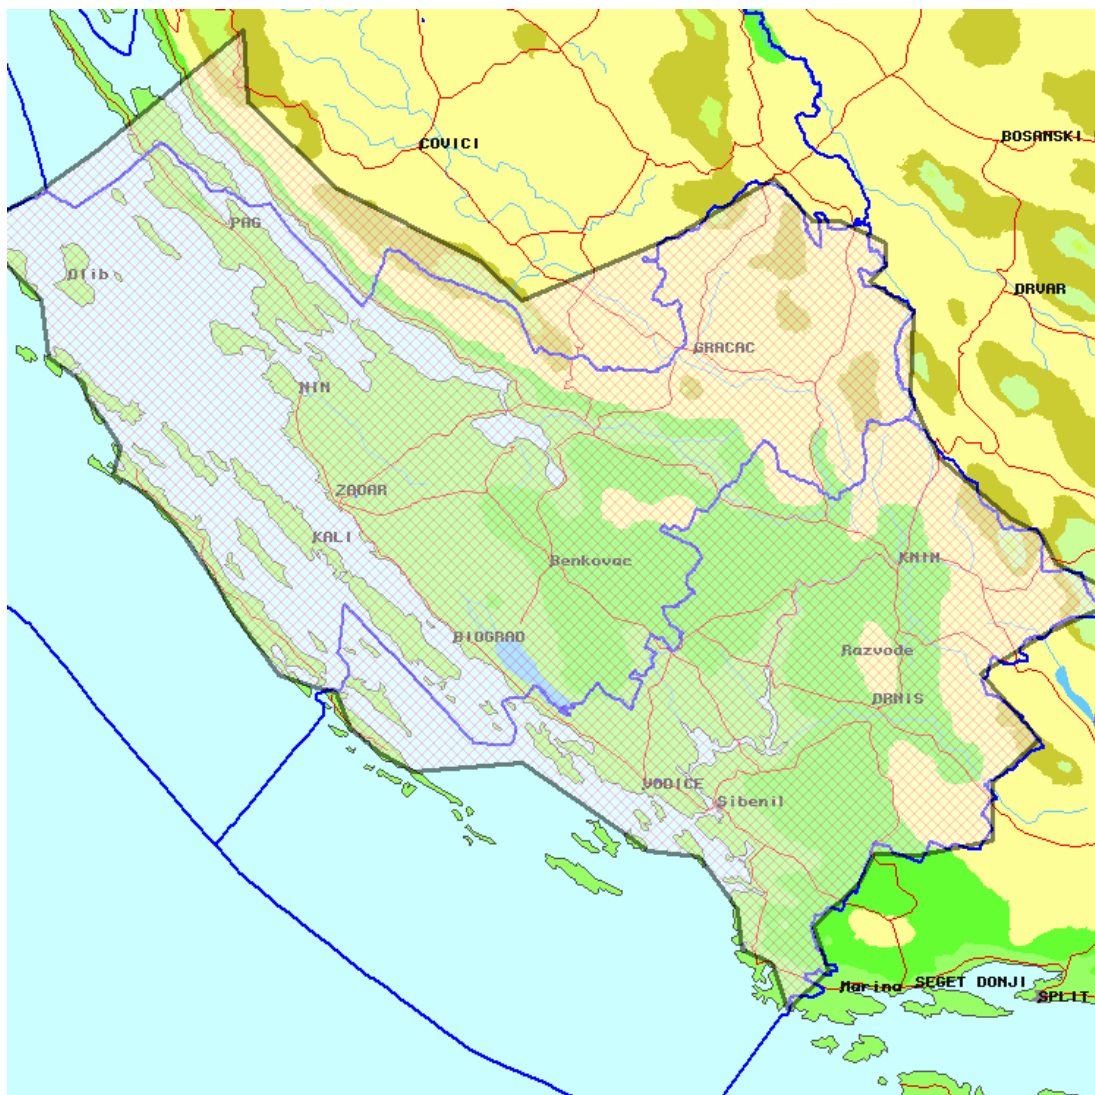 BOSANSKI
COVICI
PAG
Olib
DRVAR
GRACAC
NIN
ZADAR
KALI
Benkovac
KNIN
BIOGRAD
Razvode
DRNIS
VODICE
Sibenil
Marina
SEGET DONJI
SPLIT